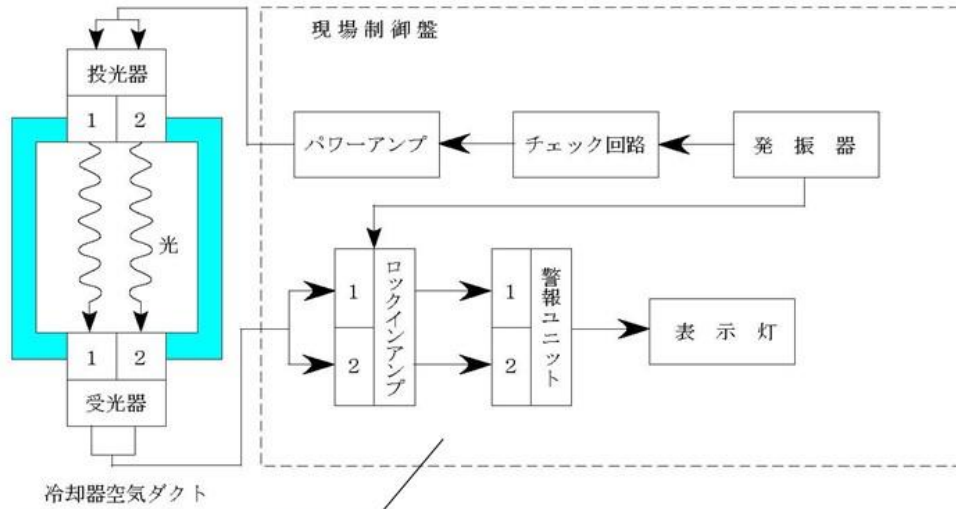 現場制御盤
投光器
1 2
パワーアンプ
チェック回路
発振器
光
1
2
ロックインアンプ
1
2
警報ユニット
表示灯
1 2
受光器
冷却器空気ダクト